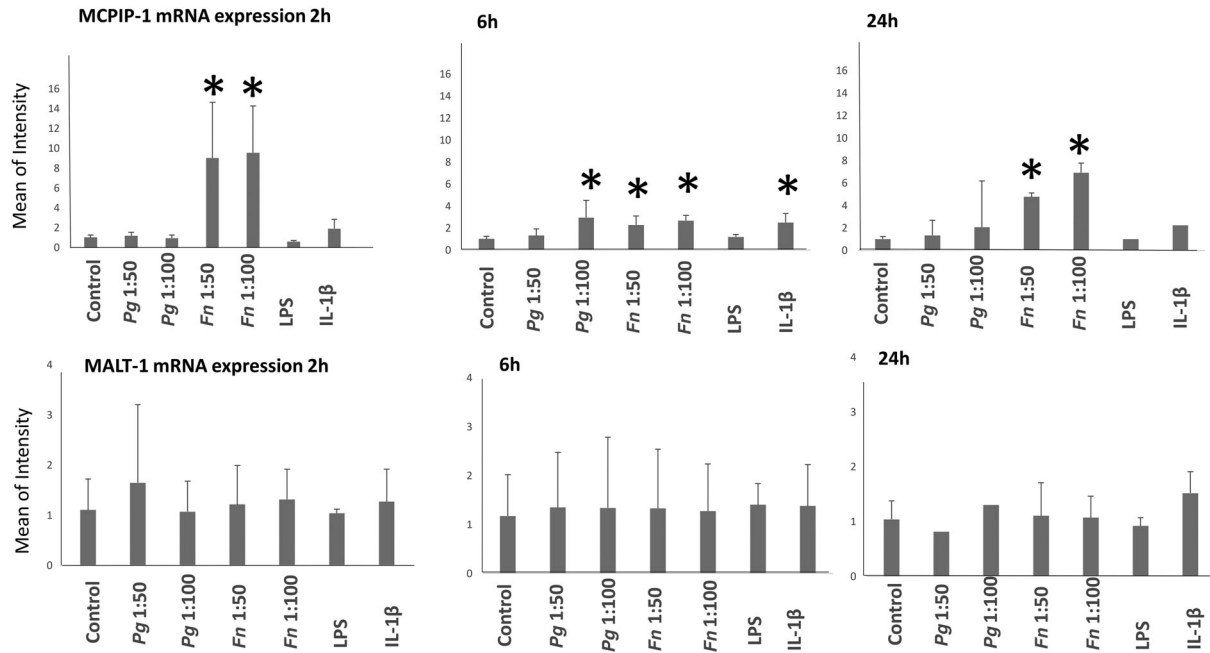 MCPIP-1 mRNA expression 2h
6h
24h
Mean of Intensity
16
14
12
10
8
6
4
2
0
* *
Control
Pg 1:50
Pg 1:100
Fn 1:50
Fn 1:100
LPS
IL-1β
16
14
12
10
8
6
4
2
0
* * * *
Control
Pg 1:50
Pg 1:100
Fn 1:50
Fn 1:100
LPS
IL-1β
16
14
12
10
8
6
4
2
0
* *
Control
Pg 1:50
Pg 1:100
Fn 1:50
Fn 1:100
LPS
IL-1β
MALT-1 mRNA expression 2h
6h
24h
Mean of Intensity
4
3
2
1
0
Control
Pg 1:50
Pg 1:100
Fn 1:50
Fn 1:100
LPS
IL-1β
4
3
2
1
0
Control
Pg 1:50
Pg 1:100
Fn 1:50
Fn 1:100
LPS
IL-1β
4
3
2
1
0
Control
Pg 1:50
Pg 1:100
Fn 1:50
Fn 1:100
LPS
IL-1β